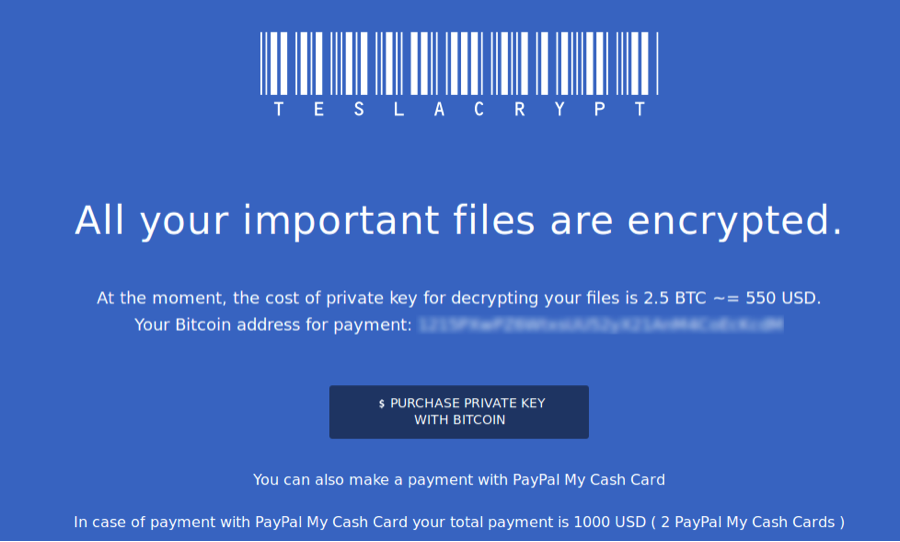 TESLACRYPT
All your important files are encrypted.
At the moment, the cost of private key for decrypting your files is 2.5 BTC ~= 550 USD.
Your Bitcoin address for payment:
$ PURCHASE PRIVATE KEY
WITH BITCOIN
You can also make a payment with PayPal My Cash Card
In case of payment with PayPal My Cash Card your total payment is 1000 USD ( 2 PayPal My Cash Cards )